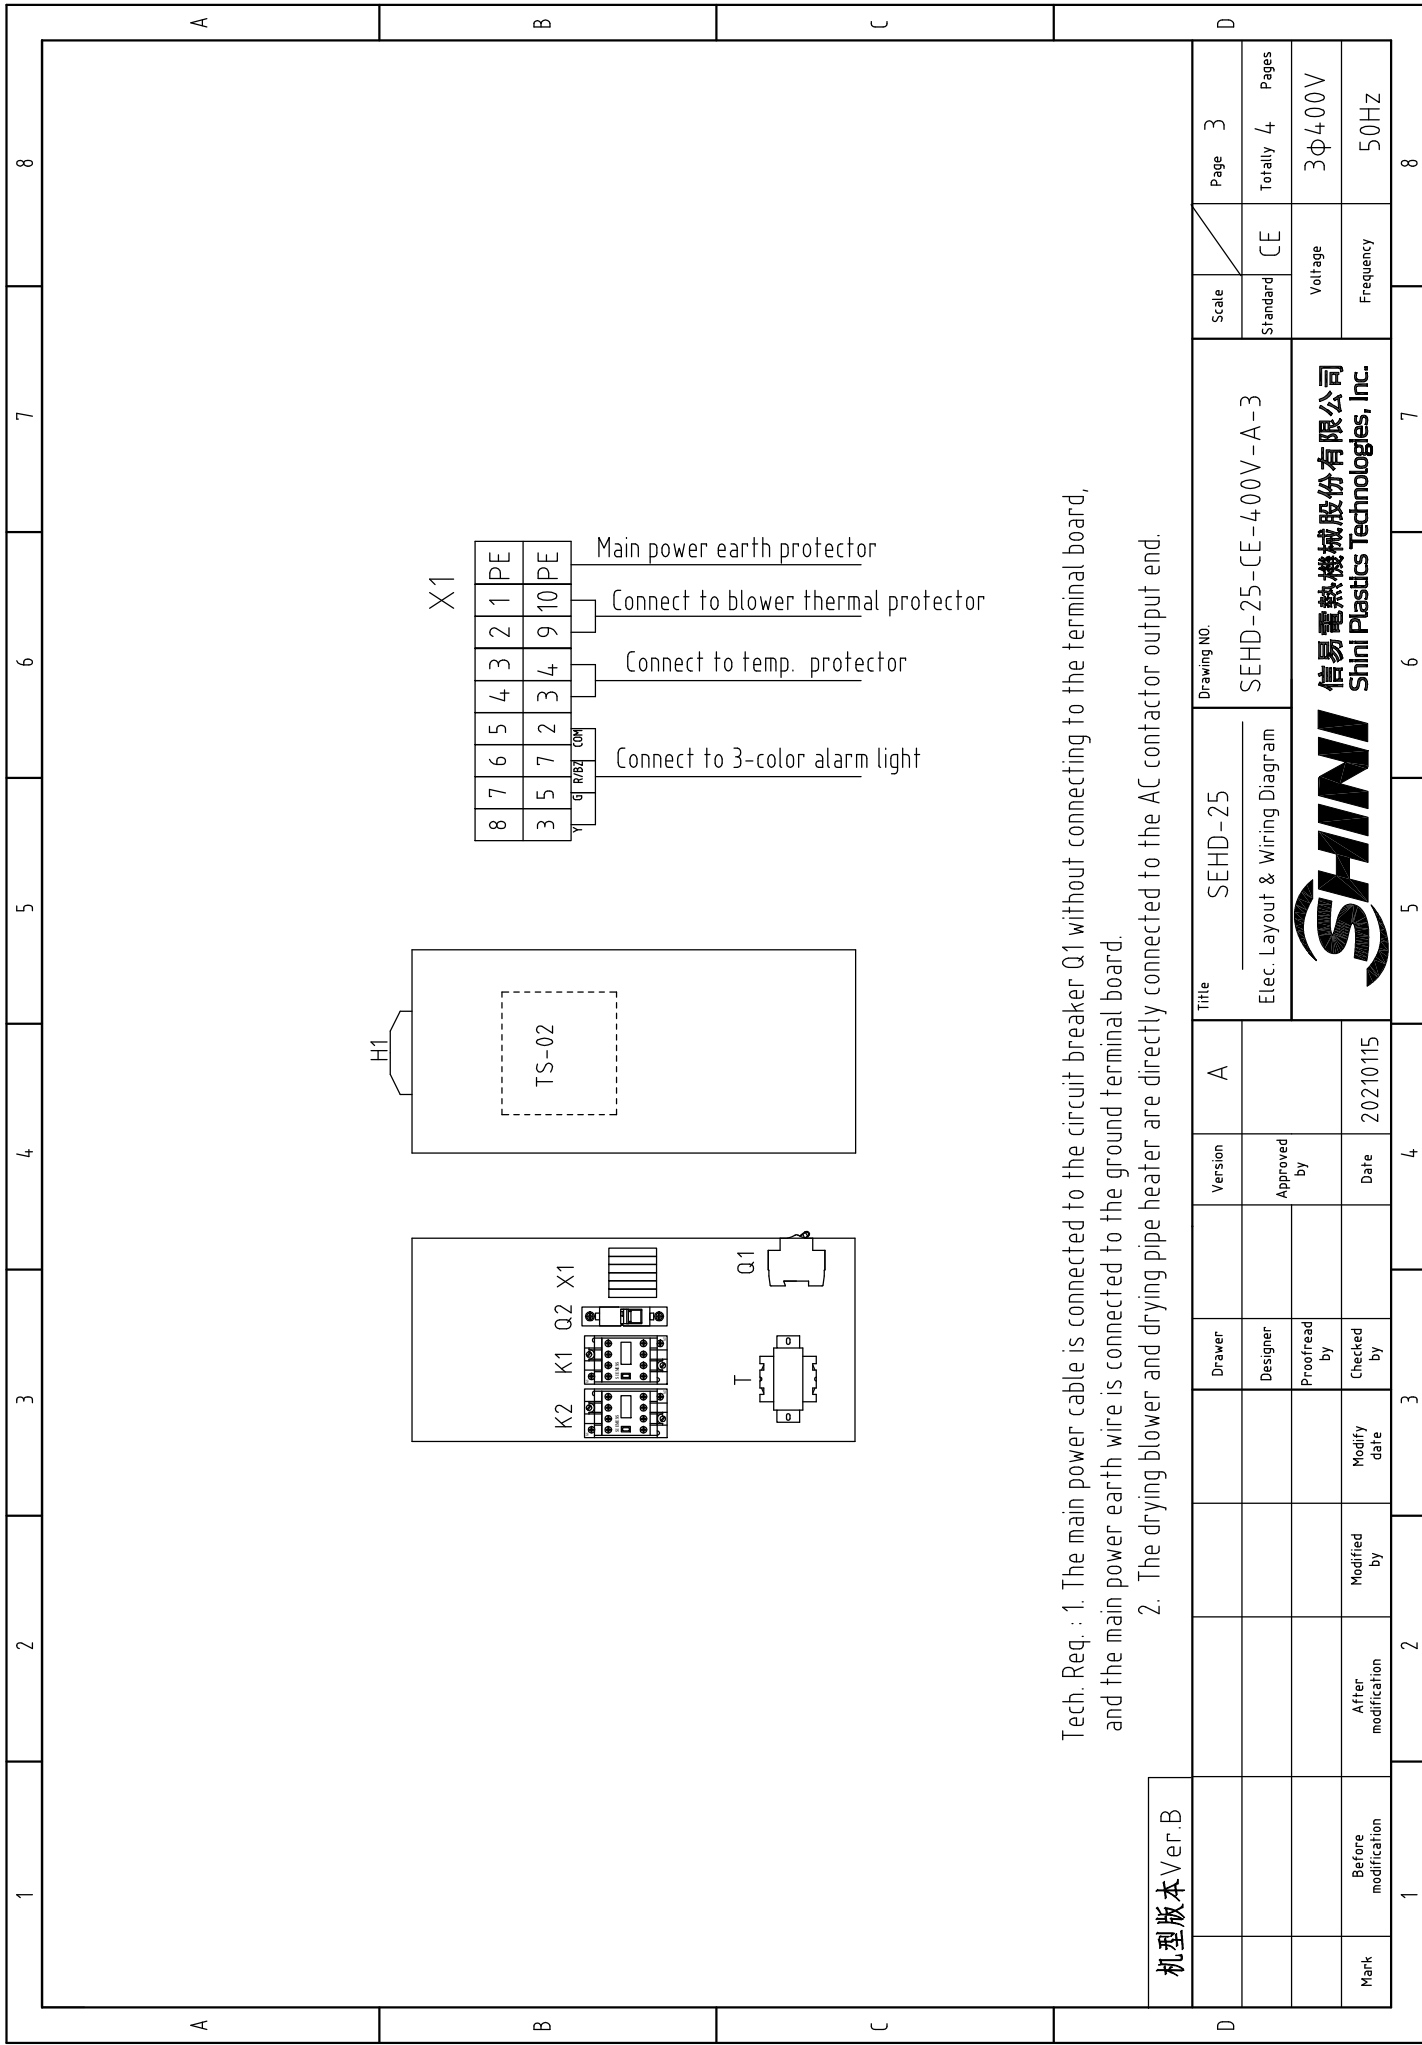 1 2 3 4 5 6 7 8
A A
B B
C C
D D
H1
TS-02
K2 K1 Q2 X1
T Q1
X1
8 7 6 5 4 3 2 1 PE
3 5 7 2 3 4 9 10 PE
Y G R/BZ COM
Main power earth protector
Connect to blower thermal protector
Connect to temp. protector
Connect to 3-color alarm light
Tech. Req. : 1. The main power cable is connected to the circuit breaker Q1 without connecting to the terminal board,
and the main power earth wire is connected to the ground terminal board.
2. The drying blower and drying pipe heater are directly connected to the AC contactor output end.
机型版本Ver.B
Mark
Before
modification
After
modification
Modified
by
Modify
date
Drawer
Designer
Proofread
by
Checked
by
Version A
Approved
by
Date 20210115
Title
SEHD-25
Elec. Layout & Wiring Diagram
Drawing NO.
SEHD-25-CE-400V-A-3
Scale
Page 3
Standard CE
Totally 4 Pages
Voltage 3ϕ400V
Frequency 50Hz
SHINI
信易電熱機械股份有限公司
Shini Plastics Technologies, Inc.
1 2 3 4 5 6 7 8